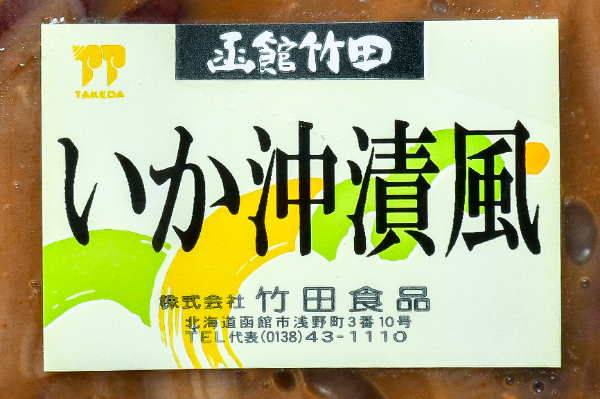 函館竹田
TAKEDA
いか沖漬風
株式会社 竹田食品
北海道函館市浅野町3番10号
TEL代表(0138)43-1110